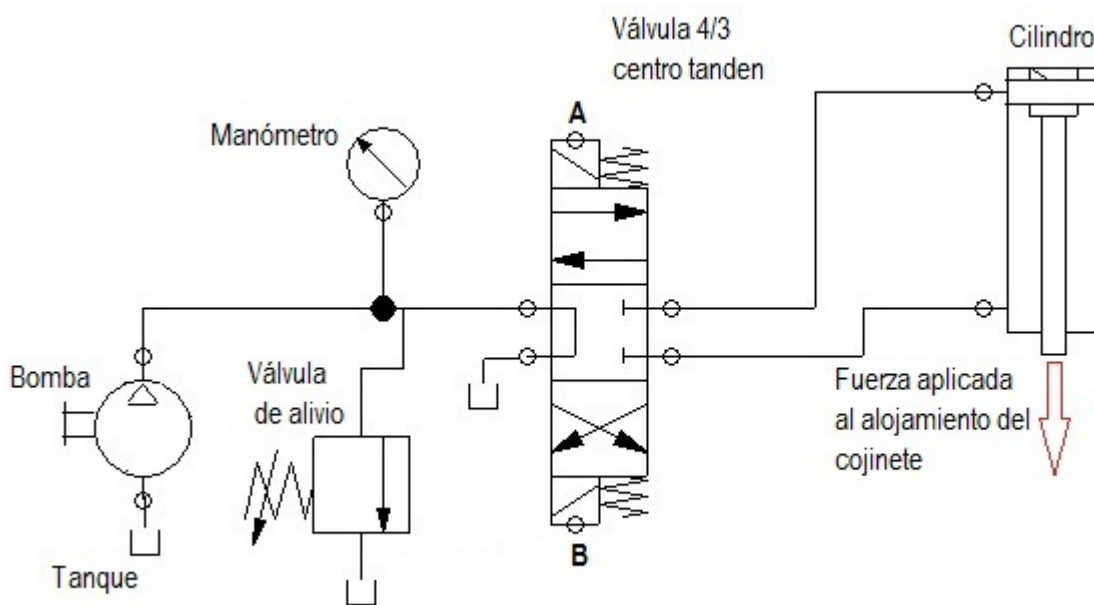 Válvula 4/3
centro tanden
Cilindro
Manómetro
A
Bomba
Válvula
de alivio
Fuerza aplicada
al alojamiento del
cojinete
B
Tanque